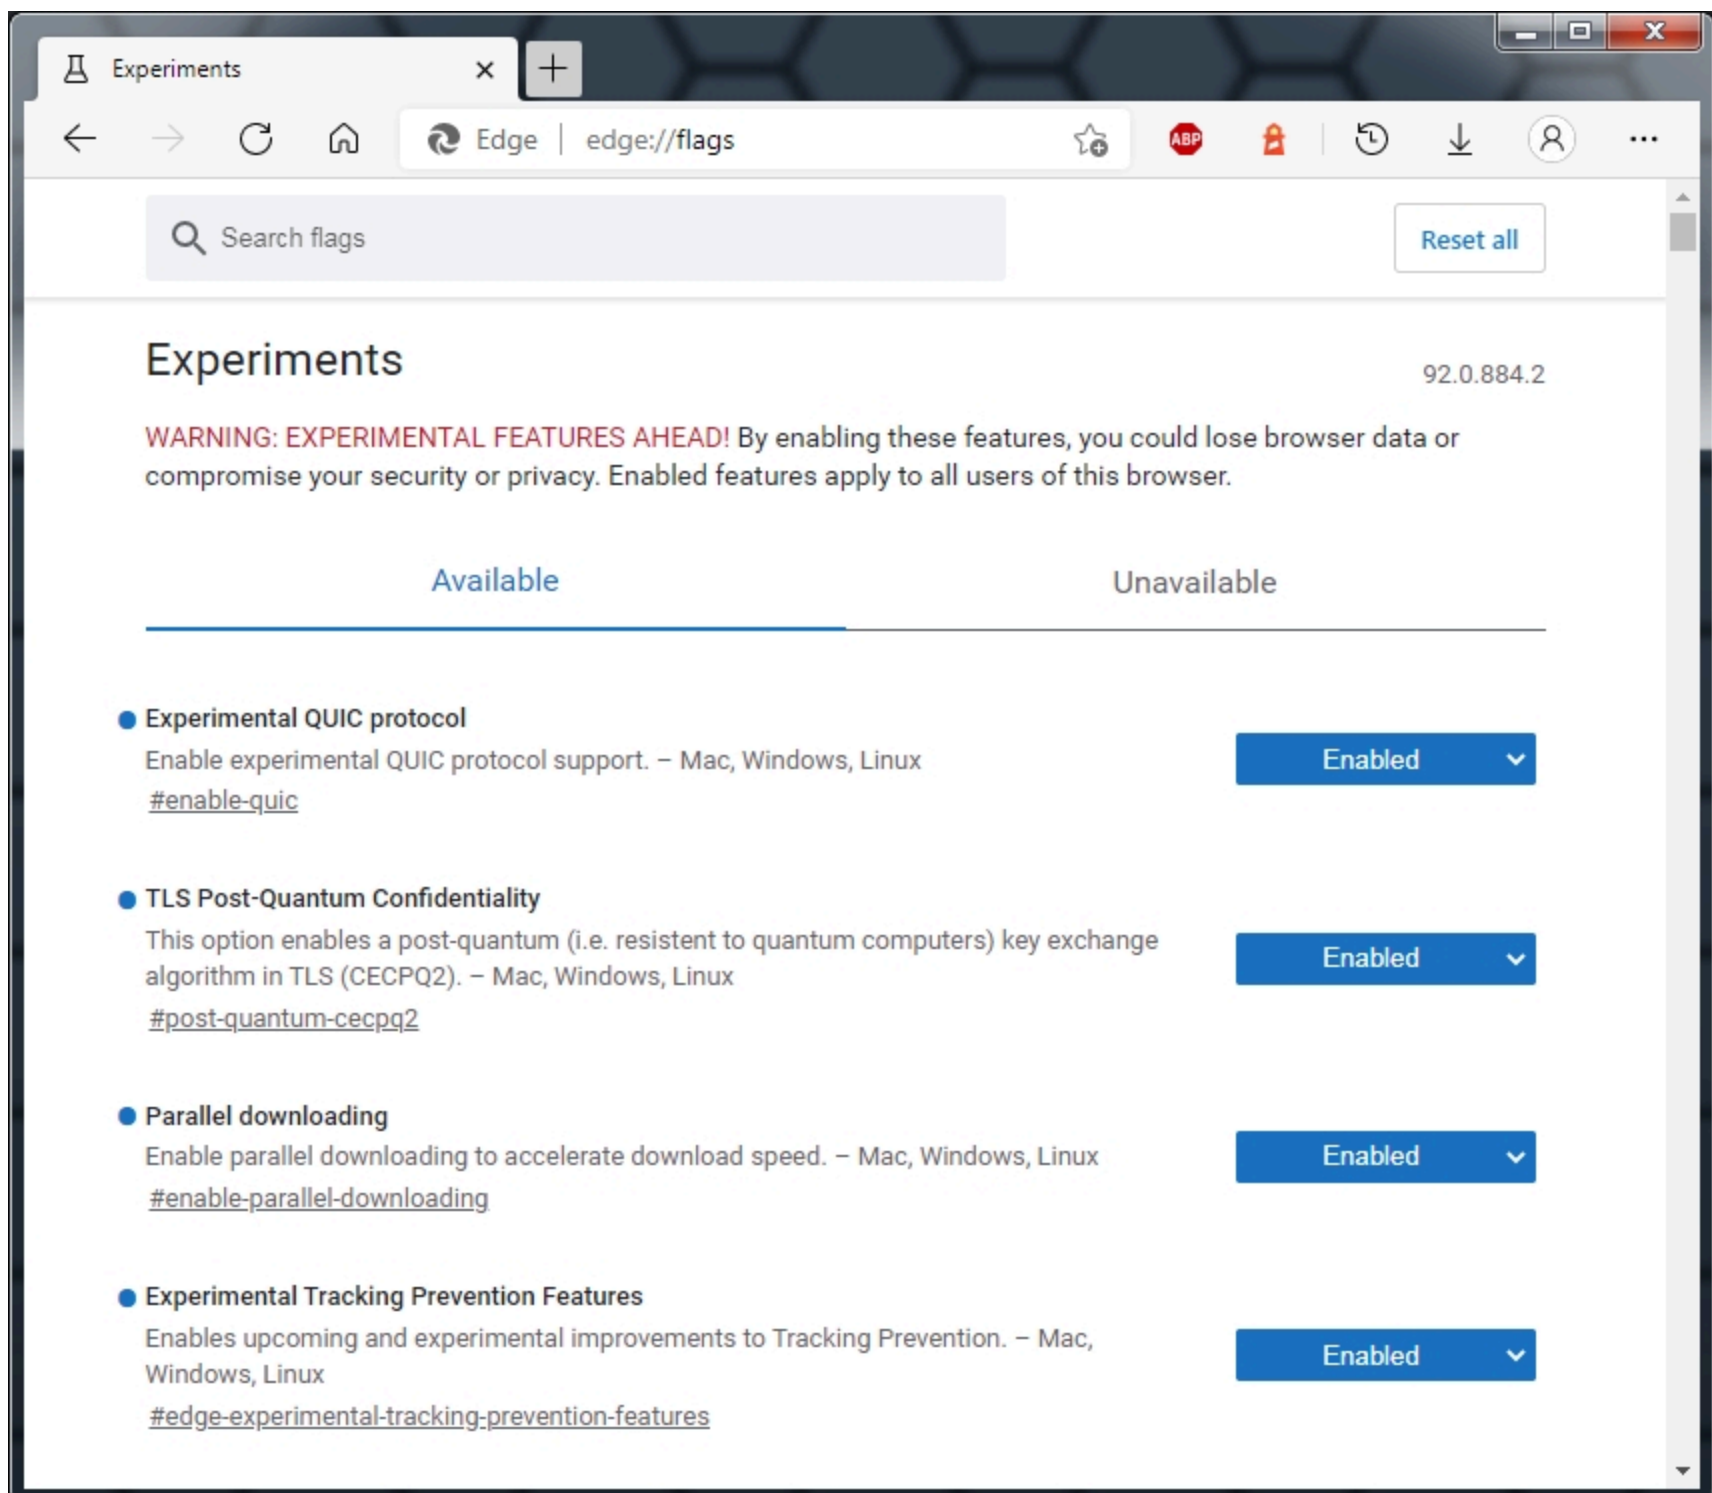 Experiments
Edge edge://flags
ABP
Search flags
Reset all
Experiments
92.0.884.2
WARNING: EXPERIMENTAL FEATURES AHEAD! By enabling these features, you could lose browser data or
compromise your security or privacy. Enabled features apply to all users of this browser.
Available
Unavailable
Experimental QUIC protocol
Enable experimental QUIC protocol support. – Mac, Windows, Linux
#enable-quic
Enabled
TLS Post-Quantum Confidentiality
This option enables a post-quantum (i.e. resistent to quantum computers) key exchange
algorithm in TLS (CECPQ2). – Mac, Windows, Linux
#post-quantum-cecpq2
Enabled
Parallel downloading
Enable parallel downloading to accelerate download speed. – Mac, Windows, Linux
#enable-parallel-downloading
Enabled
Experimental Tracking Prevention Features
Enables upcoming and experimental improvements to Tracking Prevention. – Mac,
Windows, Linux
#edge-experimental-tracking-prevention-features
Enabled